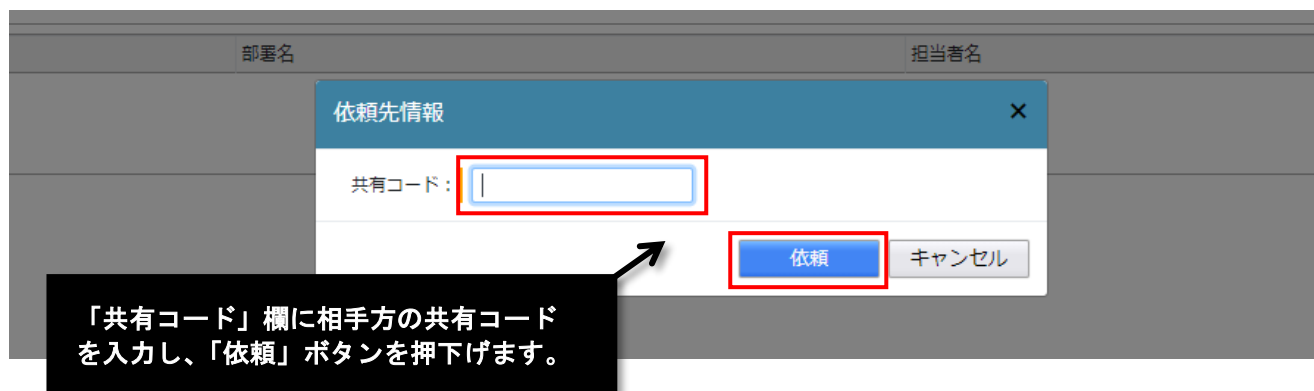 部署名 担当者名
依頼先情報 ×
共有コード：
依頼 キャンセル
「共有コード」欄に相手方の共有コード
を入力し、「依頼」ボタンを押下げます。